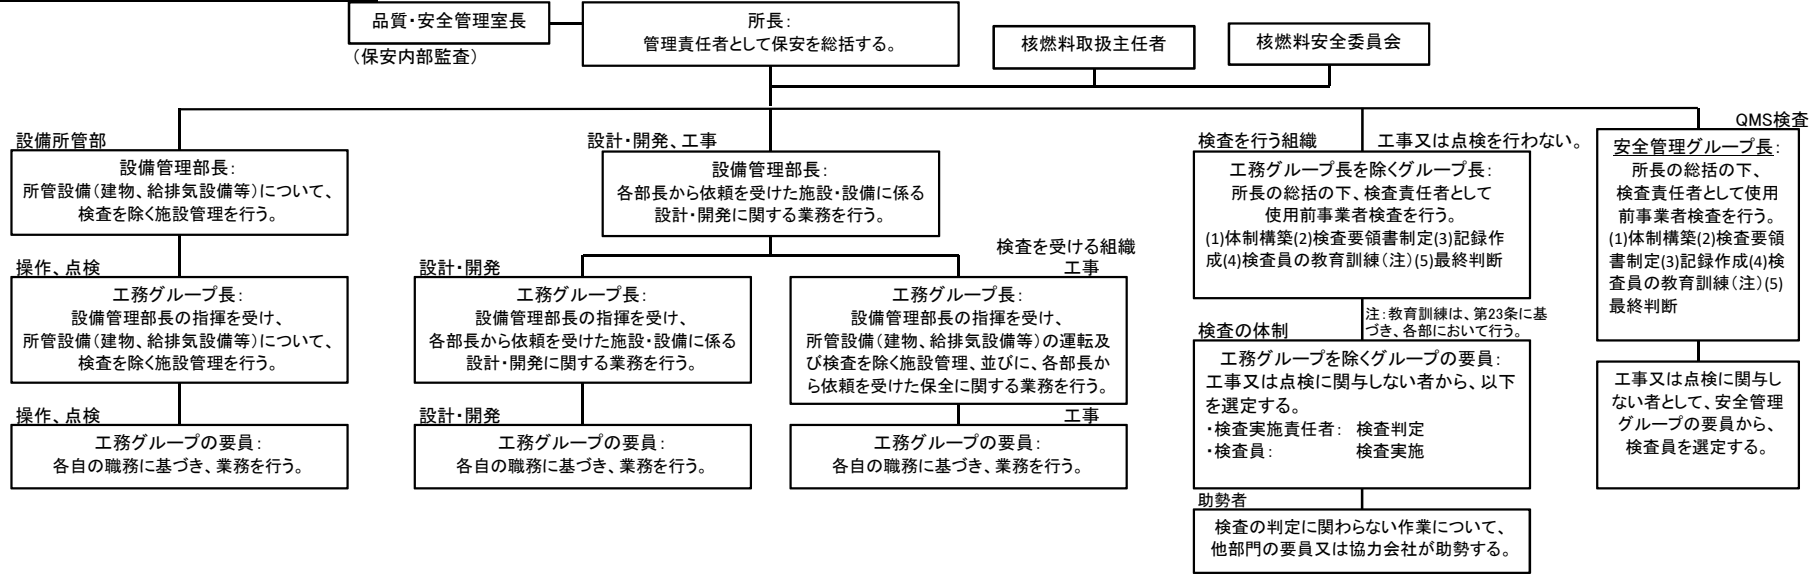 品質・安全管理室長
(保安内部監査)
所長:
管理責任者として保安を総括する。
核燃料取扱主任者
核燃料安全委員会
設備所管部
設備管理部長:
所管設備(建物、給排気設備等)について、
検査を除く施設管理を行う。
操作、点検
工務グループ長:
設備管理部長の指揮を受け、
所管設備(建物、給排気設備等)について、
検査を除く施設管理を行う。
操作、点検
工務グループの要員:
各自の職務に基づき、業務を行う。
設計・開発、工事
設備管理部長:
各部長から依頼を受けた施設・設備に係る
設計・開発に関する業務を行う。
設計・開発
工務グループ長:
設備管理部長の指揮を受け、
各部長から依頼を受けた施設・設備に係る
設計・開発に関する業務を行う。
設計・開発
工務グループの要員:
各自の職務に基づき、業務を行う。
検査を受ける組織
工事
工務グループ長:
設備管理部長の指揮を受け、
所管設備(建物、給排気設備等)の運転及
び検査を除く施設管理、並びに、各部長か
ら依頼を受けた保全に関する業務を行う。
工事
工務グループの要員:
各自の職務に基づき、業務を行う。
検査を行う組織
工事又は点検を行わない。
工務グループ長を除くグループ長:
所長の総括の下、検査責任者として
使用前事業者検査を行う。
(1)体制構築(2)検査要領書制定(3)記録作
成(4)検査員の教育訓練(注)(5)最終判断
注:教育訓練は、第23条に基
づき、各部において行う。
検査の体制
工務グループを除くグループの要員:
工事又は点検に関与しない者から、以下
を選定する。
・検査実施責任者: 検査判定
・検査員: 検査実施
助勢者
検査の判定に関わらない作業について、
他部門の要員又は協力会社が助勢する。
QMS検査
安全管理グループ長:
所長の総括の下、
検査責任者として使用
前事業者検査を行う。
(1)体制構築(2)検査要領
書制定(3)記録作成(4)検
査員の教育訓練(注)(5)
最終判断
工事又は点検に関与し
ない者として、安全管理
グループの要員から、
検査員を選定する。